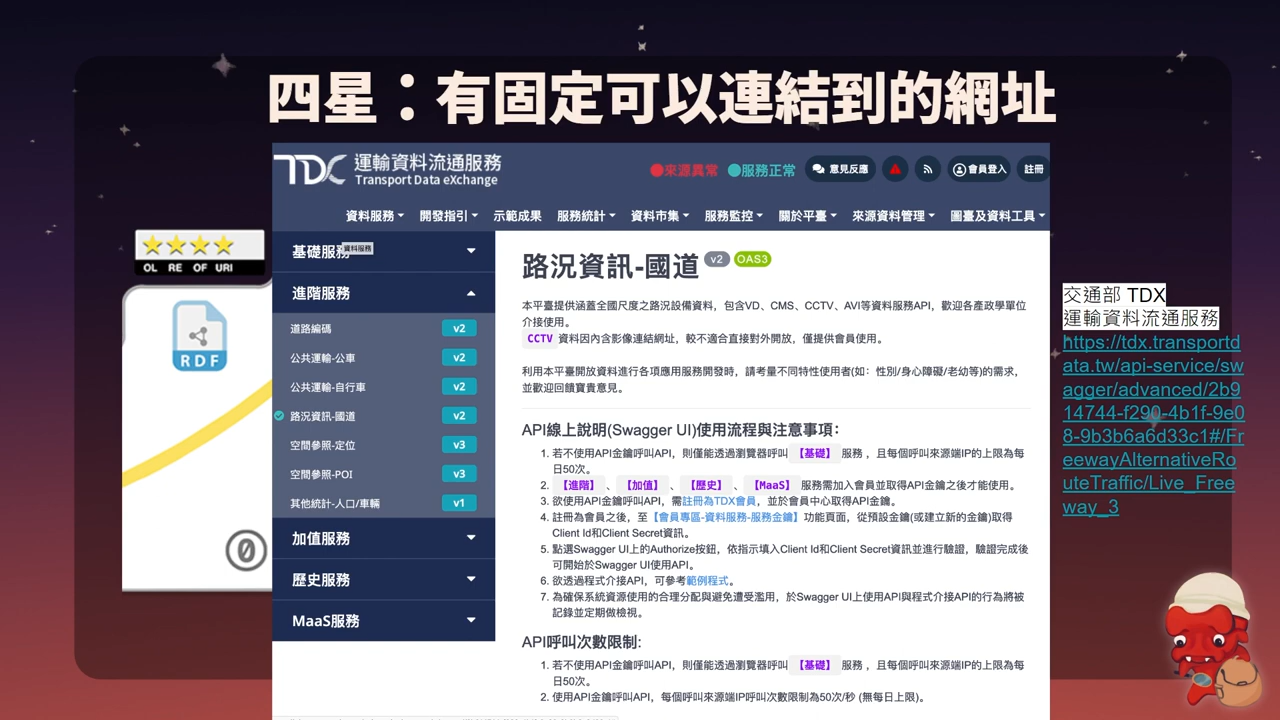 四星：有固定可以連結到的網址
TDX 運輸資料流通服務
Transport Data eXchange
來源異常 服務正常 意見反應 會員登入 註冊
資料服務 開發指引 示範成果 服務統計 資料市集 服務監控 關於平臺 來源資料管理 圖臺及資料工具
基礎服務
資料服務
進階服務
道路編碼 v2
公共運輸-公車 v2
公共運輸-自行車 v2
路況資訊-國道 v2
空間參照-定位 v3
空間參照-POI v3
其他統計-人口/車輛 v1
加值服務
歷史服務
MaaS服務
OL RE OF URI
RDF
0
路況資訊-國道 v2 OAS3
本平臺提供涵蓋全國尺度之路況設備資料，包含VD、CMS、CCTV、AVI等資料服務API，歡迎各產政學單位
介接使用。
CCTV 資料因內含影像連結網址，較不適合直接對外開放，僅提供會員使用。
利用本平臺開放資料進行各項應用服務開發時，請考量不同特性使用者(如：性別/身心障礙/老幼等)的需求，
並歡迎回饋寶貴意見。
API線上說明(Swagger UI)使用流程與注意事項：
1. 若不使用API金鑰呼叫API，則僅能透過瀏覽器呼叫【基礎】服務 ，且每個呼叫來源端IP的上限為每
日50次。
2. 【進階】、【加值】、【歷史】、【MaaS】服務需加入會員並取得API金鑰之後才能使用。
3. 欲使用API金鑰呼叫API，需註冊為TDX會員，並於會員中心取得API金鑰。
4. 註冊為會員之後，至【會員專區-資料服務-服務金鑰】功能頁面，從預設金鑰(或建立新的金鑰)取得
Client Id和Client Secret資訊。
5. 點選Swagger UI上的Authorize按鈕，依指示填入Client Id和Client Secret資訊並進行驗證，驗證完成後
可開始於Swagger UI使用API。
6. 欲透過程式介接API，可參考範例程式。
7. 為確保系統資源使用的合理分配與避免遭受濫用，於Swagger UI上使用API與程式介接API的行為將被
記錄並定期做檢視。
API呼叫次數限制:
1. 若不使用API金鑰呼叫API，則僅能透過瀏覽器呼叫【基礎】服務 ，且每個呼叫來源端IP的上限為每
日50次。
2. 使用API金鑰呼叫API，每個呼叫來源端IP呼叫次數限制為50次/秒 (無每日上限)。
交通部 TDX
運輸資料流通服務
https://tdx.transportd
ata.tw/api-service/sw
agger/advanced/2b9
14744-f290-4b1f-9e0
8-9b3b6a6d33c1#/Fr
eewayAlternativeRo
uteTraffic/Live_Free
way_3